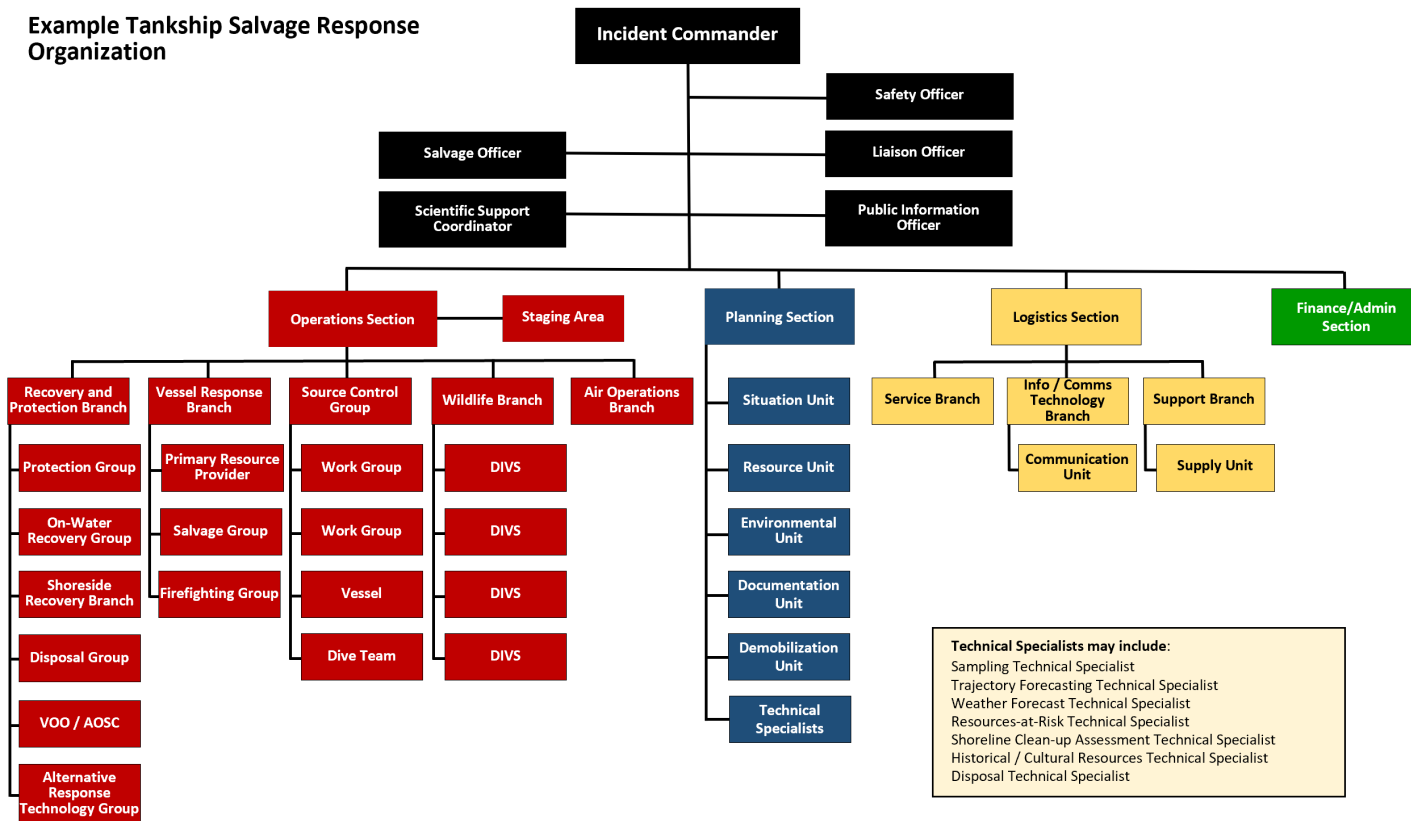 Example Tankship Salvage Response
Organization
Incident Commander
Safety Officer
Salvage Officer
Liaison Officer
Scientific Support
Coordinator
Public Information
Officer
Operations Section
Staging Area
Planning Section
Logistics Section
Finance/Admin
Section
Recovery and
Protection Branch
Vessel Response
Branch
Source Control
Group
Wildlife Branch
Air Operations
Branch
Protection Group
On-Water
Recovery Group
Shoreside
Recovery Branch
Disposal Group
VOO / AOSC
Alternative
Response
Technology Group
Primary Resource
Provider
Salvage Group
Firefighting Group
Work Group
Work Group
Vessel
Dive Team
DIVS
DIVS
DIVS
DIVS
Situation Unit
Resource Unit
Environmental
Unit
Documentation
Unit
Demobilization
Unit
Technical
Specialists
Service Branch
Info / Comms
Technology
Branch
Support Branch
Communication
Unit
Supply Unit
Technical Specialists may include:
Sampling Technical Specialist
Trajectory Forecasting Technical Specialist
Weather Forecast Technical Specialist
Resources-at-Risk Technical Specialist
Shoreline Clean-up Assessment Technical Specialist
Historical / Cultural Resources Technical Specialist
Disposal Technical Specialist